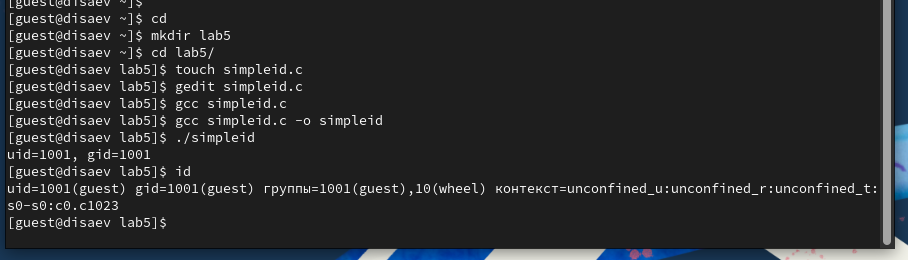 [guest@disaev ~]$
[guest@disaev ~]$ cd
[guest@disaev ~]$ mkdir lab5
[guest@disaev ~]$ cd lab5/
[guest@disaev lab5]$ touch simpleid.c
[guest@disaev lab5]$ gedit simpleid.c
[guest@disaev lab5]$ gcc simpleid.c
[guest@disaev lab5]$ gcc simpleid.c -o simpleid
[guest@disaev lab5]$ ./simpleid
uid=1001, gid=1001
[guest@disaev lab5]$ id
uid=1001(guest) gid=1001(guest) группы=1001(guest),10(wheel) контекст=unconfined_u:unconfined_r:unconfined_t:
s0-s0:c0.c1023
[guest@disaev lab5]$